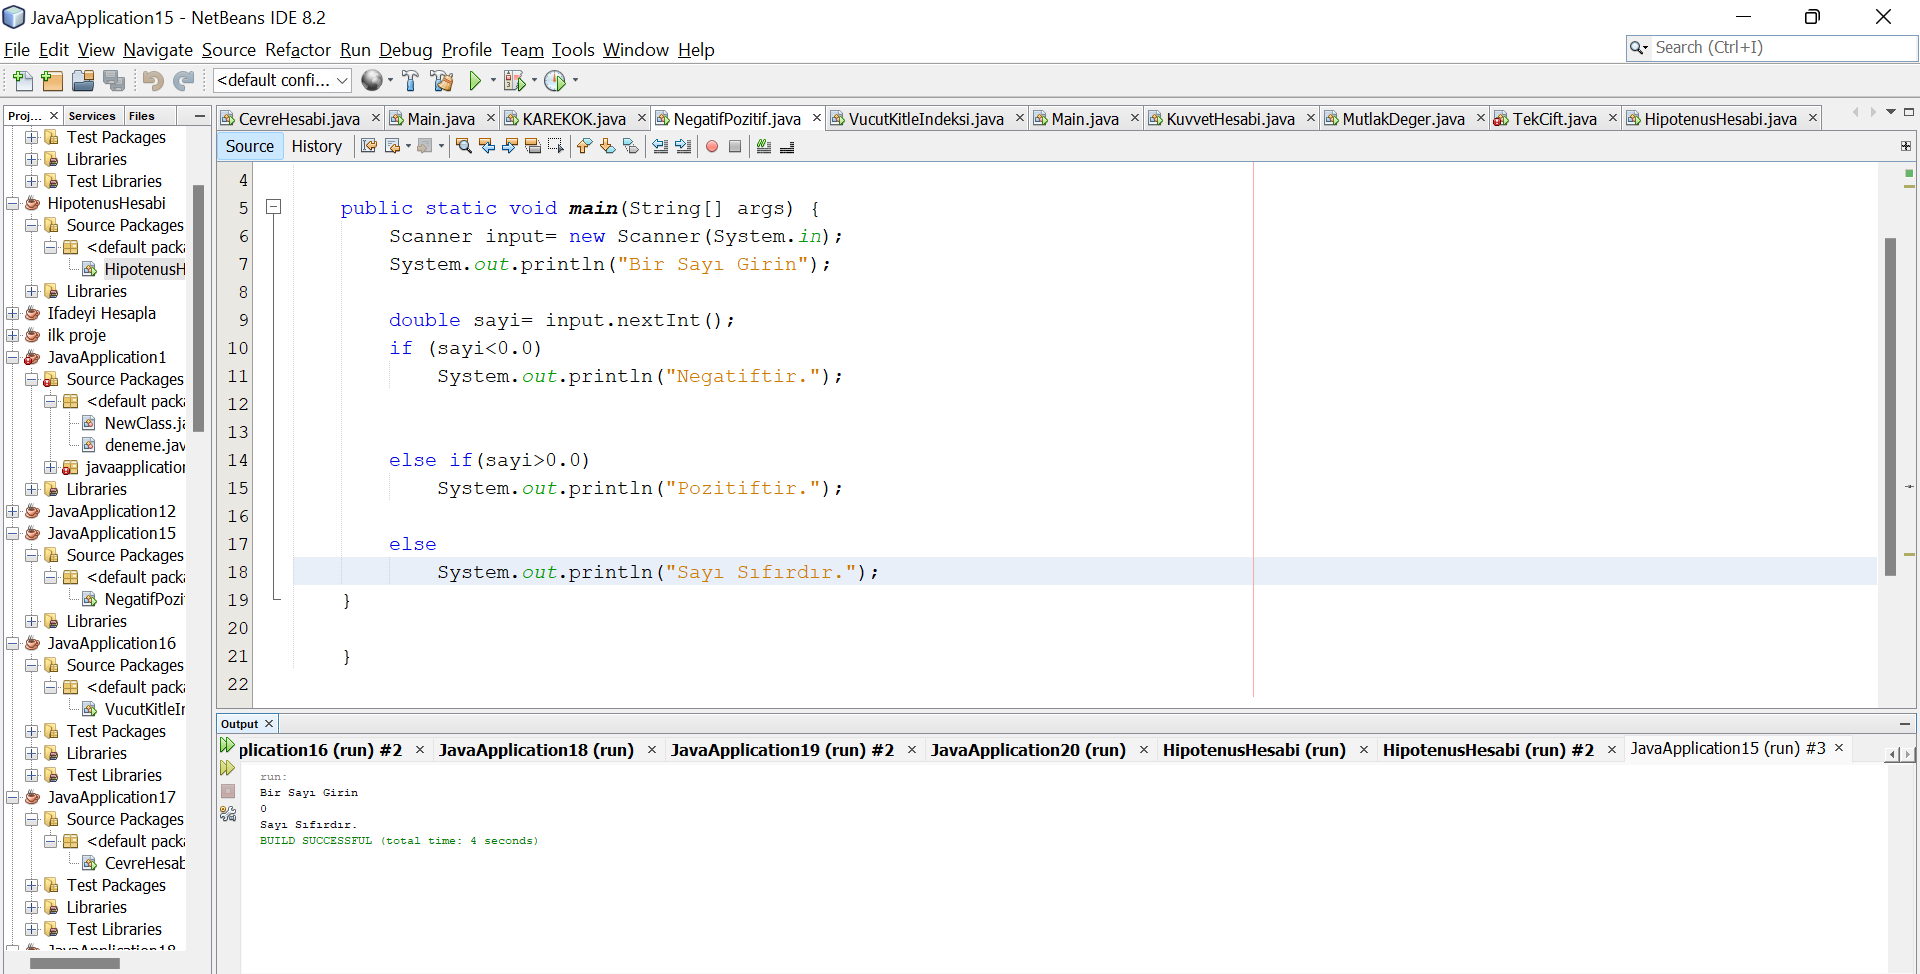 JavaApplication15 - NetBeans IDE 8.2
File Edit View Navigate Source Refactor Run Debug Profile Team Tools Window Help
Search (Ctrl+I)
<default confi...
Proj... Services Files
Test Packages
Libraries
Test Libraries
HipotenusHesabi
Source Packages
<default packa
HipotenusH
Libraries
Ifadeyi Hesapla
ilk proje
JavaApplication1
Source Packages
<default packa
NewClass.ja
deneme.jav
javaapplication
Libraries
JavaApplication12
JavaApplication15
Source Packages
<default packa
NegatifPozit
Libraries
JavaApplication16
Source Packages
<default packa
VucutKitleIn
Test Packages
Libraries
Test Libraries
JavaApplication17
Source Packages
<default packa
CevreHesab
Test Packages
Libraries
Test Libraries
JavaApplication18
CevreHesabi.java Main.java KAREKOK.java NegatifPozitif.java VucutKitleIndeksi.java Main.java KuvvetHesabi.java MutlakDeger.java TekCift.java HipotenusHesabi.java
Source History
4
5 public static void main(String[] args) {
6 Scanner input= new Scanner(System.in);
7 System.out.println("Bir Sayı Girin");
8
9 double sayi= input.nextInt();
10 if (sayi<0.0)
11 System.out.println("Negatiftir.");
12
13
14 else if(sayi>0.0)
15 System.out.println("Pozitiftir.");
16
17 else
18 System.out.println("Sayı Sıfırdır.");
19 }
20
21 }
22
Output
plication16 (run) #2 JavaApplication18 (run) JavaApplication19 (run) #2 JavaApplication20 (run) HipotenusHesabi (run) HipotenusHesabi (run) #2 JavaApplication15 (run) #3
run:
Bir Sayı Girin
0
Sayı Sıfırdır.
BUILD SUCCESSFUL (total time: 4 seconds)